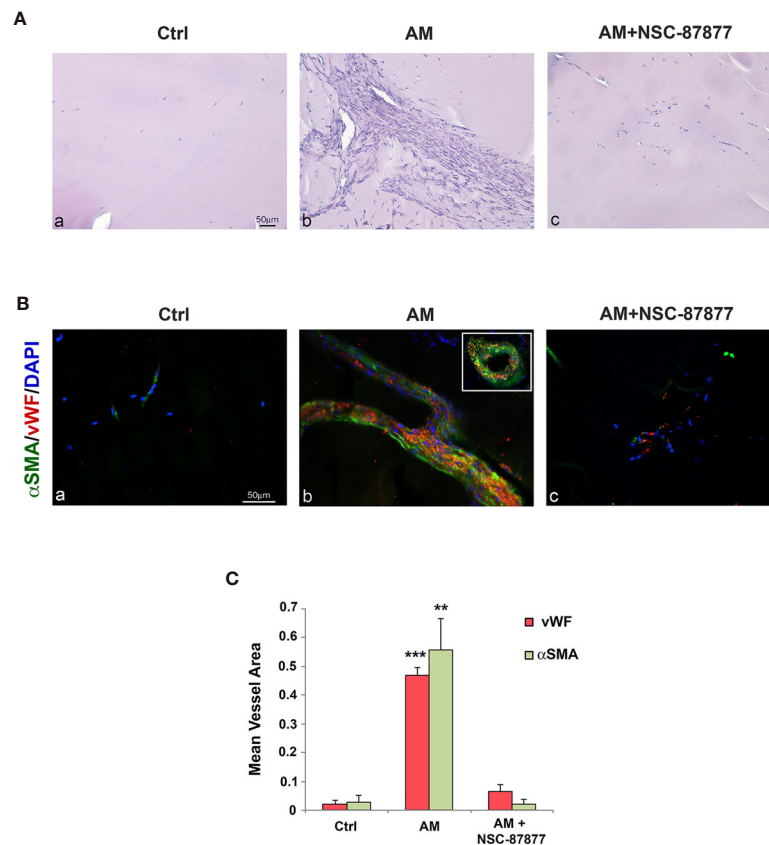 A
Ctrl
AM
AM+NSC-87877
a
50μm
b
c
B
Ctrl
AM
AM+NSC-87877
αSMA/vWF/DAPI
a
50μm
b
c
C
Mean Vessel Area
0.7
0.6
0.5
0.4
0.3
0.2
0.1
0
***
**
vWF
αSMA
Ctrl
AM
AM +
NSC-87877